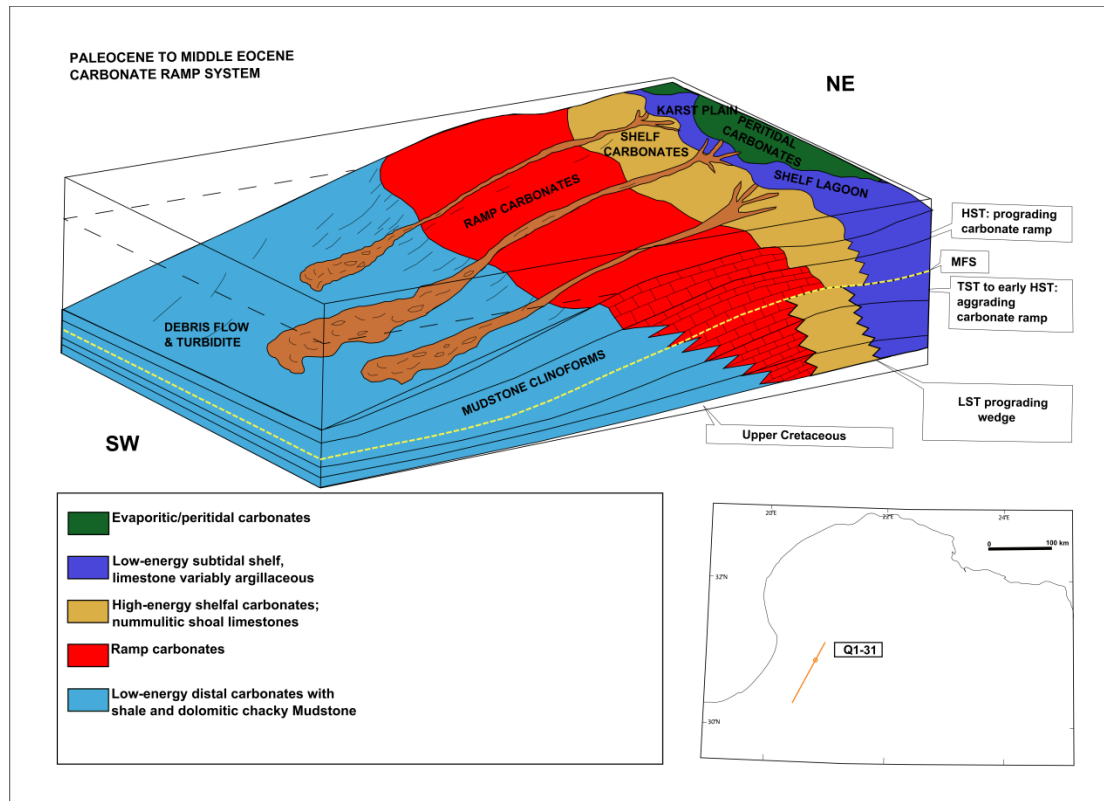 PALEOCENE TO MIDDLE EOCENE
CARBONATE RAMP SYSTEM
NE
KARST PLAIN
PERITIDAL
CARBONATES
SHELF
CARBONATES
SHELF LAGOON
RAMP CARBONATES
HST: prograding
carbonate ramp
MFS
TST to early HST:
aggrading
carbonate ramp
DEBRIS FLOW
& TURBIDITE
MUDSTONE CLINOFORMS
LST prograding
wedge
SW
Upper Cretaceous
Evaporitic/peritidal carbonates
Low-energy subtidal shelf,
limestone variably argillaceous
High-energy shelfal carbonates;
nummulitic shoal limestones
Ramp carbonates
Low-energy distal carbonates with
shale and dolomitic chacky Mudstone
20°E
22°E
24°E
0 100 km
32°N
Q1-31
30°N